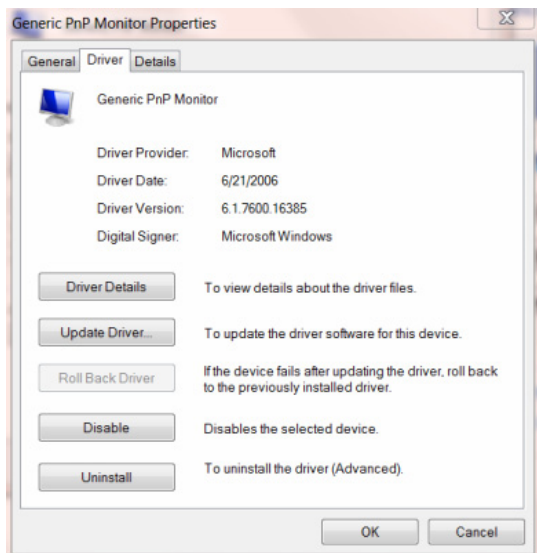 Generic PnP Monitor Properties
General Driver Details
Generic PnP Monitor
Driver Provider: Microsoft
Driver Date: 6/21/2006
Driver Version: 6.1.7600.16385
Digital Signer: Microsoft Windows
Driver Details To view details about the driver files.
Update Driver... To update the driver software for this device.
Roll Back Driver If the device fails after updating the driver, roll back
to the previously installed driver.
Disable Disables the selected device.
Uninstall To uninstall the driver (Advanced).
OK Cancel